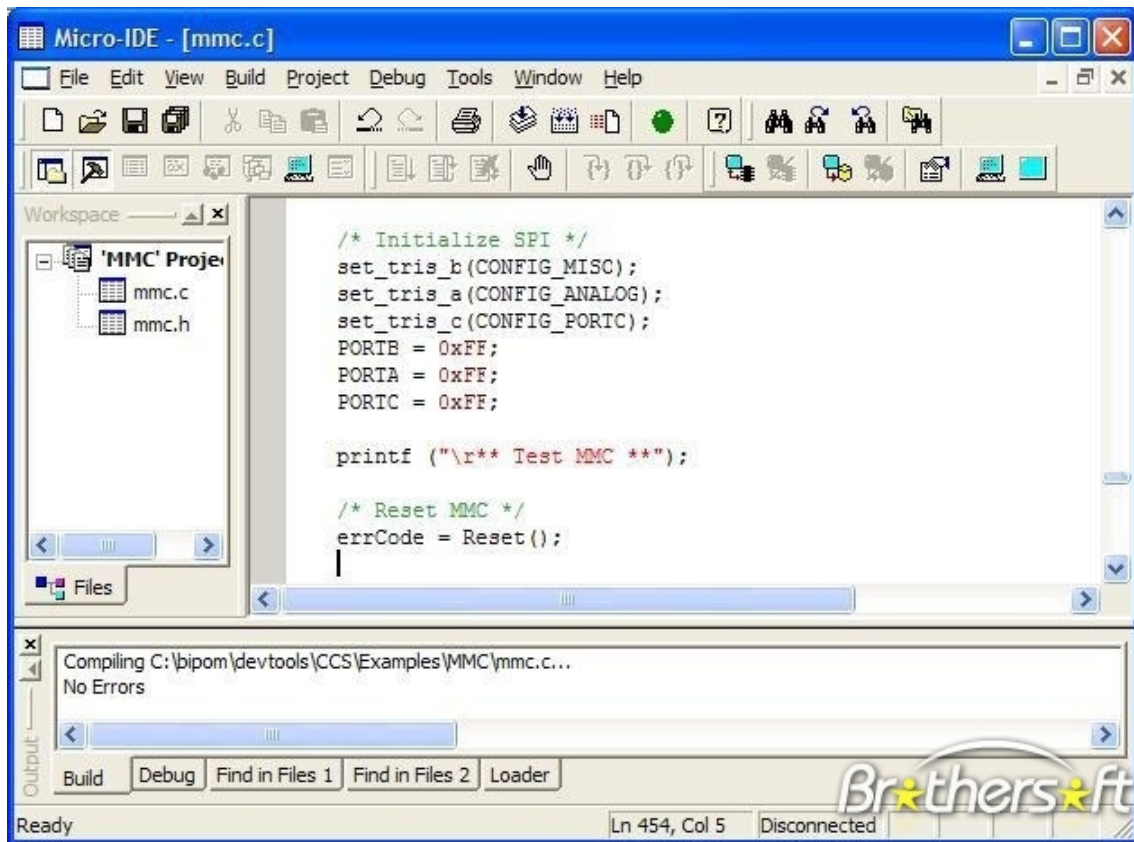 Micro-IDE - [mmc.c]
File Edit View Build Project Debug Tools Window Help
Workspace
'MMC' Proje
mmc.c
mmc.h
Files
/* Initialize SPI */
set_tris_b(CONFIG_MISC);
set_tris_a(CONFIG_ANALOG);
set_tris_c(CONFIG_PORTC);
PORTB = 0xFF;
PORTA = 0xFF;
PORTC = 0xFF;
printf ("\r** Test MMC **");
/* Reset MMC */
errCode = Reset();
Output
Compiling C:\bipom\devtools\CCS\Examples\MMC\mmc.c...
No Errors
Build Debug Find in Files 1 Find in Files 2 Loader
Brothersoft
Ready Ln 454, Col 5 Disconnected